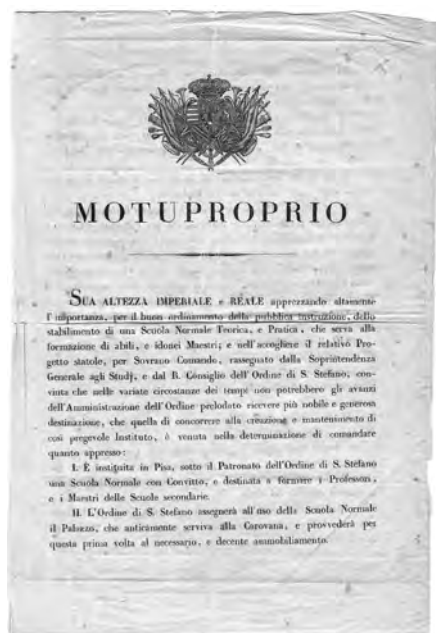 MOTUPROPRIO
SUA ALTEZZA IMPERIALE e REALE apprezzando altamente
l'importanza, per il buon ordinamento della pubblica Instruzione, dello
stabilimento di una Scuola Normale Teorica, e Pratica, che serva alla
formazione di abili, e idonei Maestri; e nell'accogliere il relativo Pro-
getto statole, per Sovrano Comando, rassegnato dalla Soprintendenza
Generale agli Studj, e dal R. Consiglio dell'Ordine di S. Stefano; con-
vinta che nelle variate circostanze dei tempi non potrebbero gli avanzi
dell'Amministrazione dell'Ordine perlodato ricevere più nobile e generosa
destinazione, che quella di concorrere alla creazione e mantenimento di
così pregevole Instituto, è venuta nella determinazione di comandare
quanto appresso:
I. È instituita in Pisa, sotto il Patronato dell'Ordine di S. Stefano
una Scuola Normale con Convitto, e destinata a formare i Professori,
e i Maestri delle Scuole secondarie.
II. L'Ordine di S. Stefano assegnerà all'uso della Scuola Normale
il Palazzo, che anticamente serviva alla Carovana, e provvederà per
questa prima volta al necessario, e decente ammobiliamento.